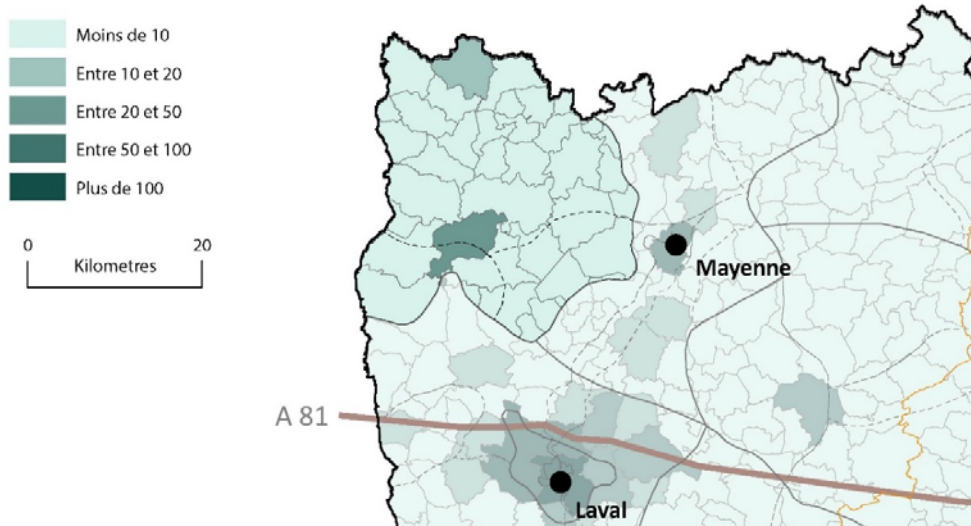 Moins de 10
Entre 10 et 20
Entre 20 et 50
Entre 50 et 100
Plus de 100
0 20
Kilometres
Mayenne
A 81
Laval